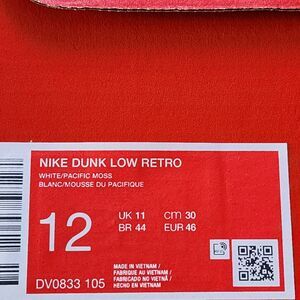 NIKE DUNK LOW RETRO
WHITE/PACIFIC MOSS
BLANC/MOUSSE DU PACIFIQUE
12
UK 11 CM 30
BR 44 EUR 46
MADE IN VIETNAM /
FABRIQUÉ AU VIETNAM /
FABRICADO NO VIETNÃ /
HECHO EN VIETNAM
DV0833 105